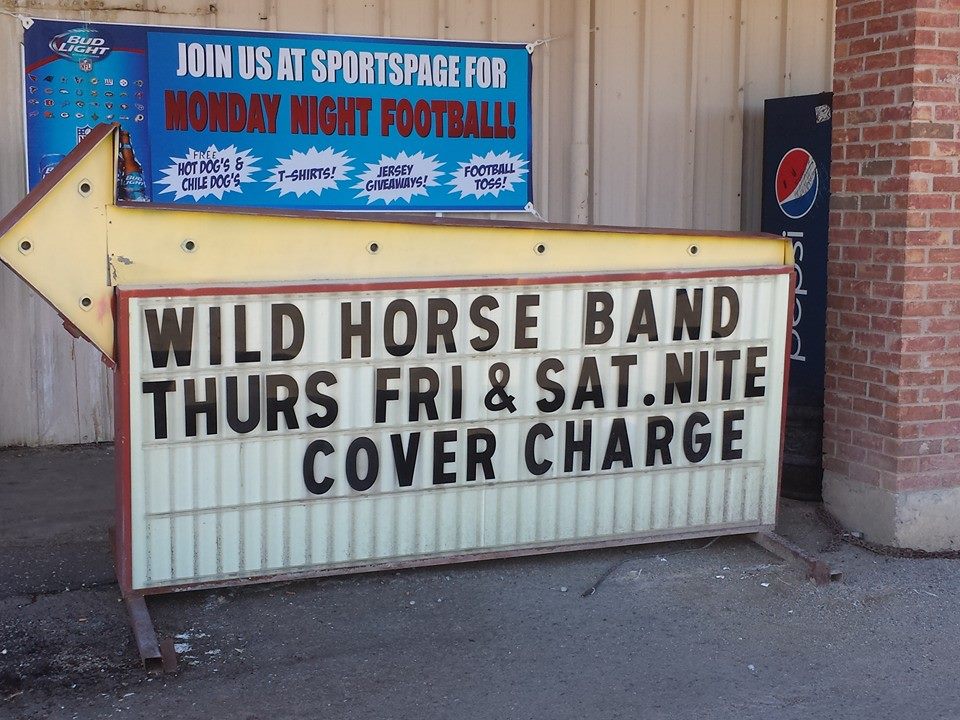 BUD LIGHT
NFL
JOIN US AT SPORTSPAGE FOR
MONDAY NIGHT FOOTBALL!
FREE
HOT DOG'S &
CHILE DOG'S
T-SHIRTS!
JERSEY
GIVEAWAYS!
FOOTBALL
TOSS!
pepsi
WILD HORSE BAND
THURS FRI & SAT.NITE
COVER CHARGE